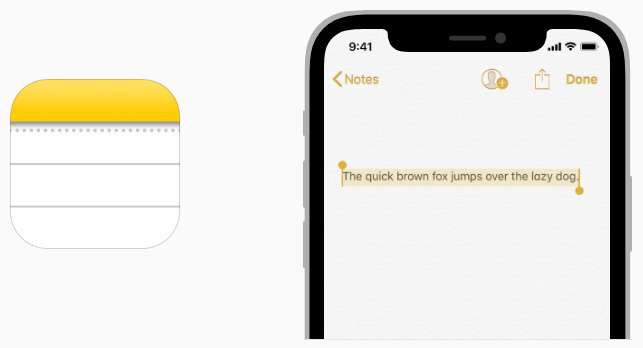 9:41
Notes
Done
The quick brown fox jumps over the lazy dog.